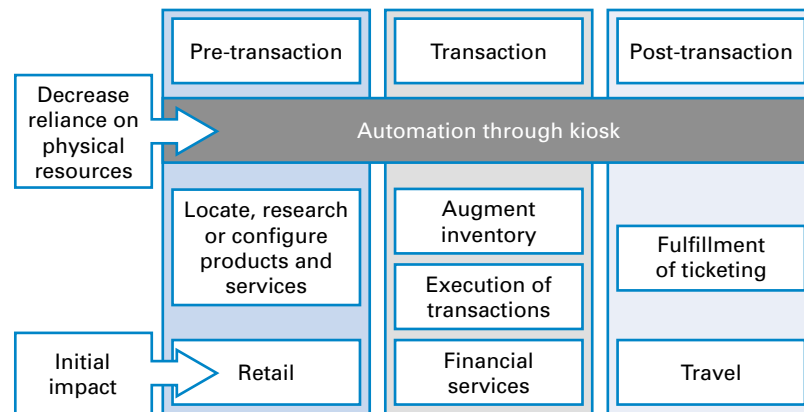 Pre-transaction
Transaction
Post-transaction
Decrease
reliance on
physical
resources
Automation through kiosk
Locate, research
or configure
products and
services
Augment
inventory
Execution of
transactions
Fulfillment
of ticketing
Initial
impact
Retail
Financial
services
Travel